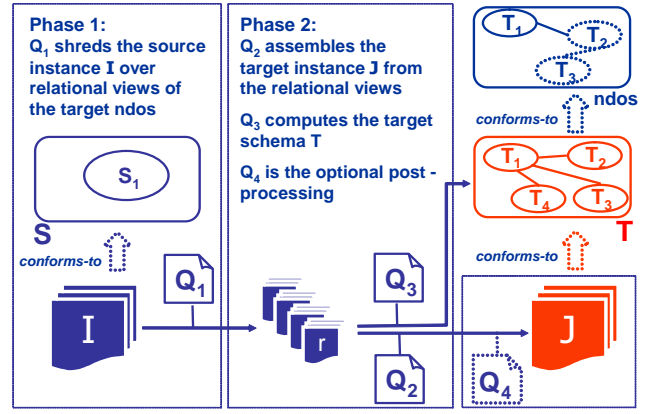 Phase 1:
Q1 shreds the source
instance I over
relational views of
the target ndos
S1
S
conforms-to
I
Q1
Phase 2:
Q2 assembles the
target instance J from
the relational views
Q3 computes the target
schema T
Q4 is the optional post -
processing
r
Q3
Q2
T1
T2
T3
ndos
conforms-to
T1
T2
T4
T3
T
conforms-to
J
Q4